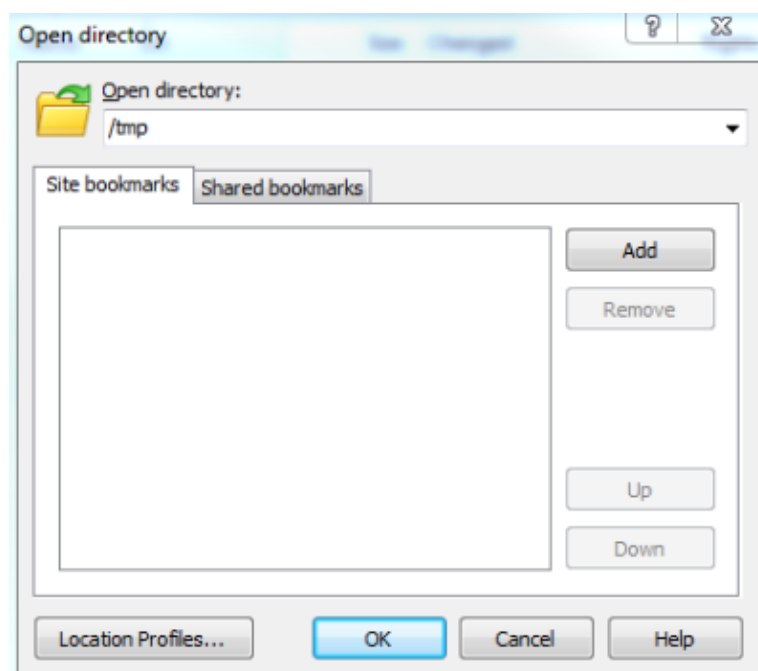 Open directory
Open directory:
/tmp
Site bookmarks
Shared bookmarks
Add
Remove
Up
Down
Location Profiles...
OK
Cancel
Help